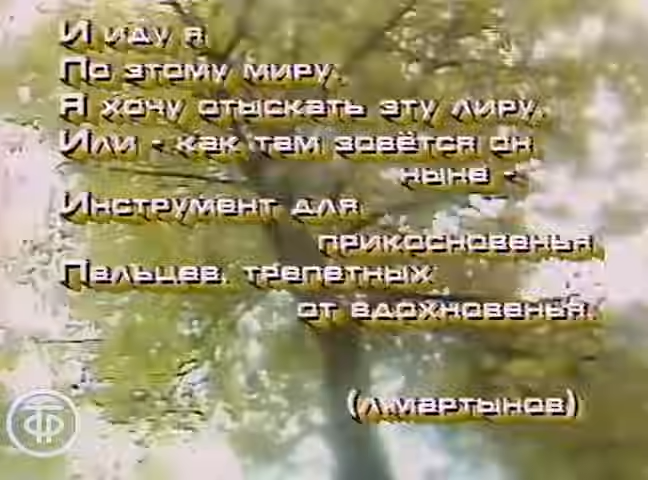 И иду я
По этому миру.
Я хочу отыскать эту лиру,
Или - как там зовётся он
ныне -
Инструмент для
прикосновенья
Пальцев, трепетных
от вдохновенья.
(Л.Мартынов)